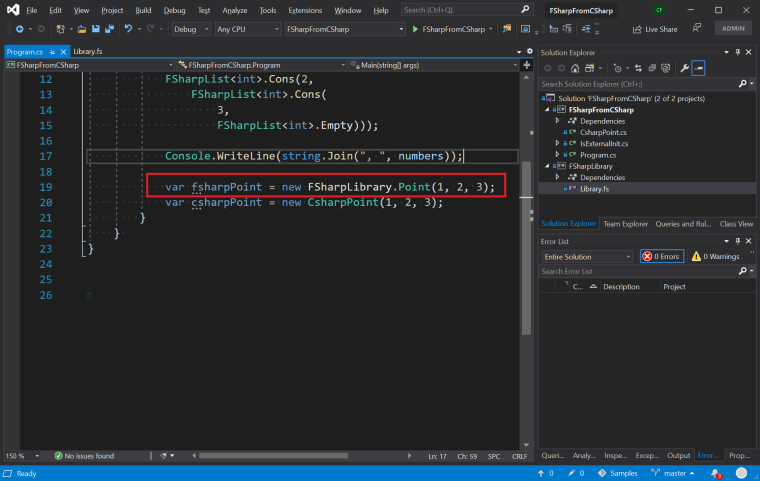 File Edit View Project Build Debug Test Analyze Tools Extensions Window Help Search (Ctrl+Q) FSharpFromCSharp CF
Debug Any CPU FSharpFromCSharp FSharpFromCSharp Live Share ADMIN
Program.cs Library.fs
FSharpFromCSharp FSharpFromCSharp.Program Main(string[] args)
12 FSharpList<int>.Cons(2,
13 FSharpList<int>.Cons(
14 3,
15 FSharpList<int>.Empty)));
16
17 Console.WriteLine(string.Join(", ", numbers));
18
19 var fsharpPoint = new FSharpLibrary.Point(1, 2, 3);
20 var csharpPoint = new CsharpPoint(1, 2, 3);
21 }
22 }
23 }
24
25
26
150 % No issues found Ln: 17 Ch: 59 SPC CRLF
Solution Explorer
Search Solution Explorer (Ctrl+;)
Solution 'FSharpFromCSharp' (2 of 2 projects)
FSharpFromCSharp
Dependencies
CsharpPoint.cs
IsExternalInit.cs
Program.cs
FSharpLibrary
Dependencies
Library.fs
Solution Explorer Team Explorer Queries and Rul... Class View
Error List
Entire Solution 0 Errors 0 Warnings
Search Error List
C... Description Project
Queri... Analy... Inspe... Excep... Output Error... Prop...
Ready 0 0 Samples master 3